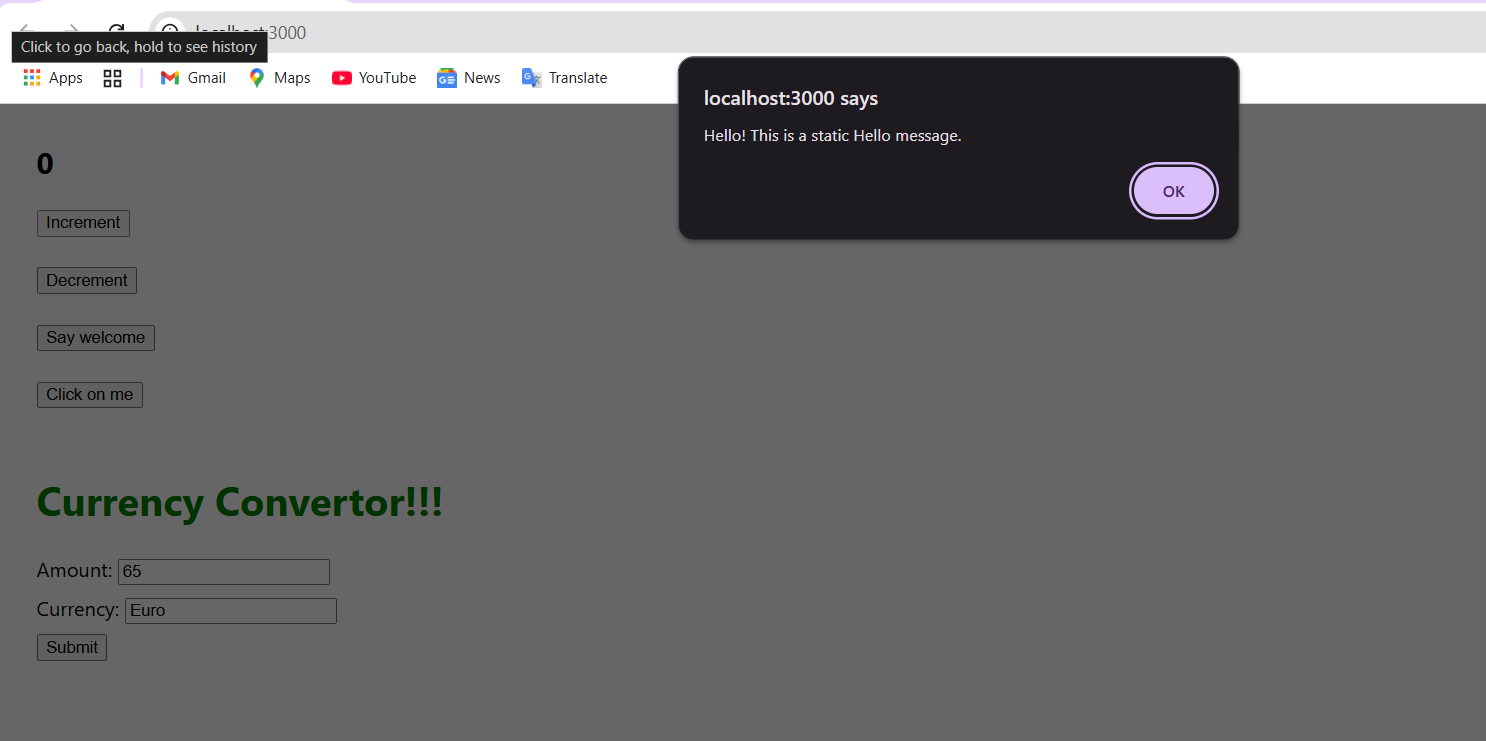 localhost:3000
Click to go back, hold to see history
Apps Gmail Maps YouTube News Translate
localhost:3000 says
Hello! This is a static Hello message.
OK
0
Increment
Decrement
Say welcome
Click on me
Currency Convertor!!!
Amount: 65
Currency: Euro
Submit